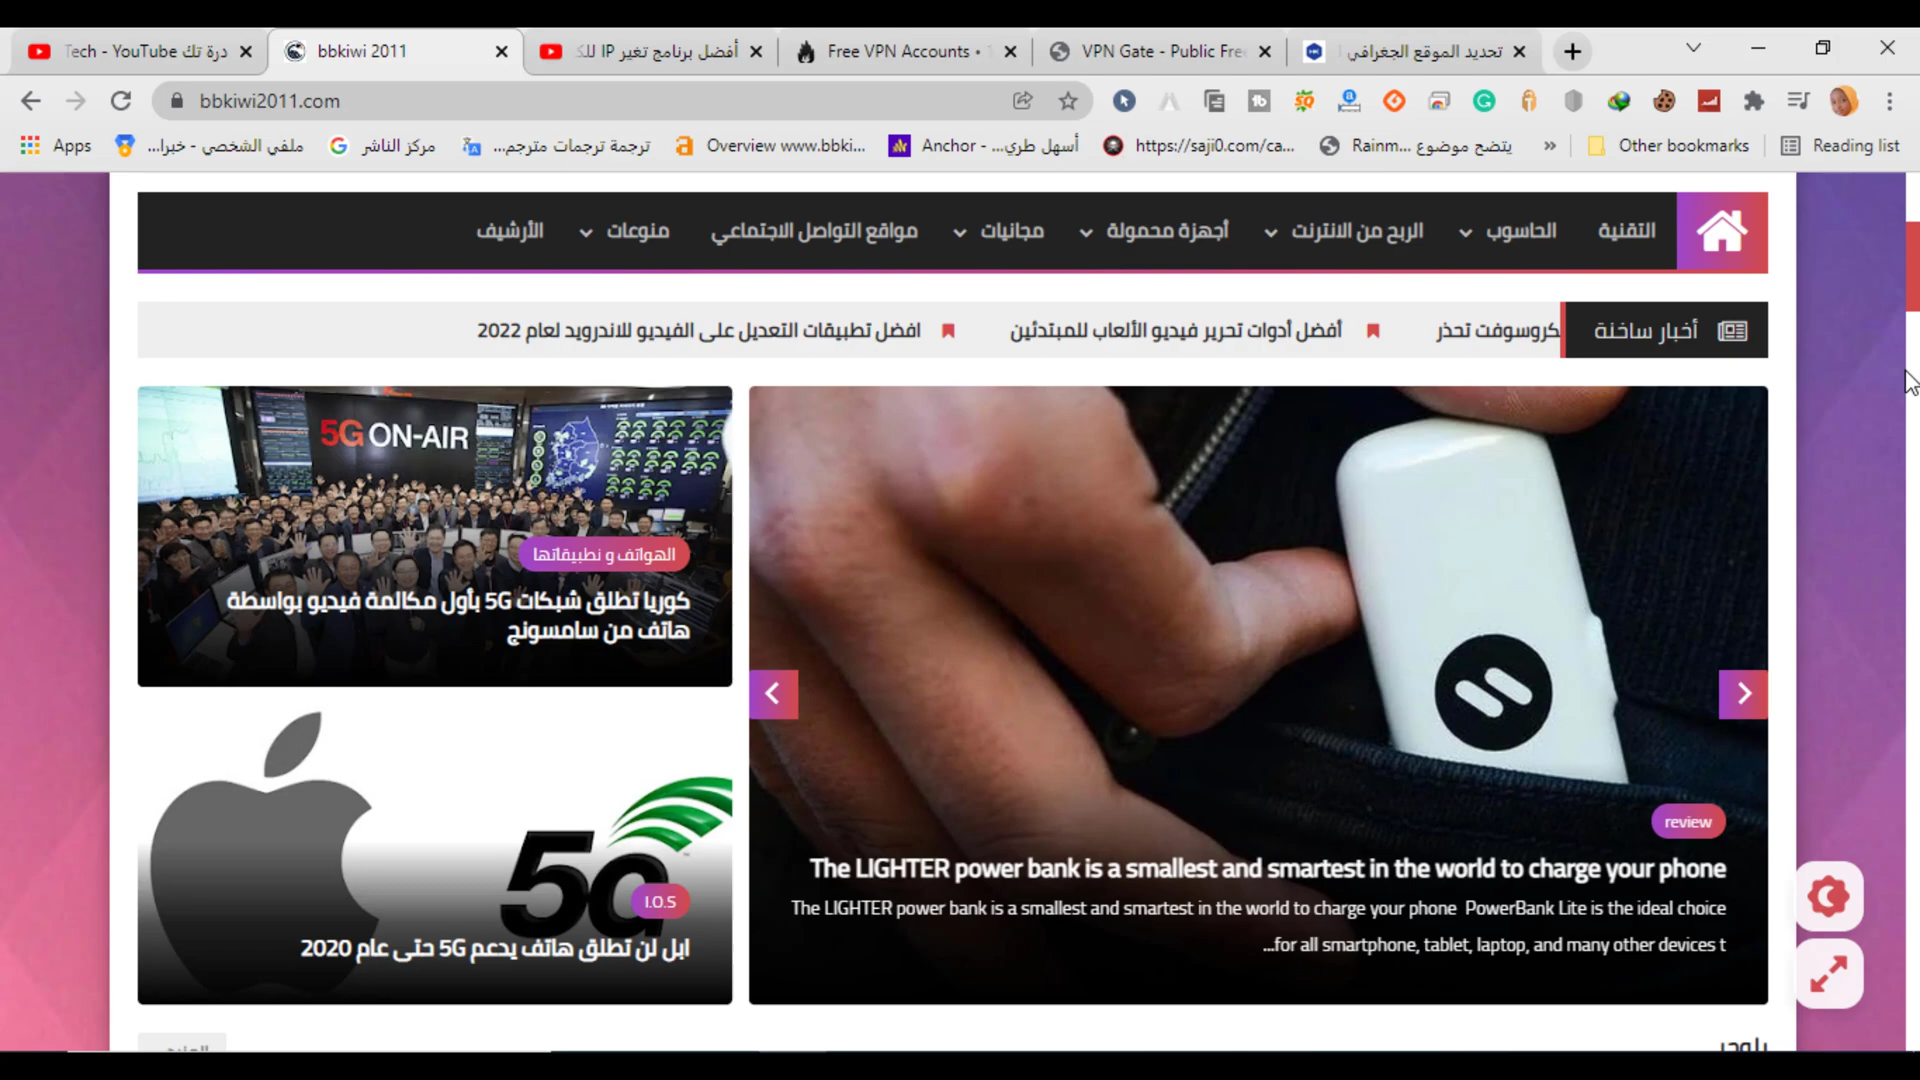 درة تك Tech - YouTube
bbkiwi 2011
أفضل برنامج تغير IP
Free VPN Accounts •
VPN Gate - Public Fre
تحديد الموقع الجغرافي
bbkiwi2011.com
Apps
ملفي الشخصي - خبرا...
مركز الناشر
ترجمة ترجمات مترجم...
Overview www.bbki...
Anchor - أسهل طري...
https://saji0.com/ca...
Rainm... يتضح موضوع
»
Other bookmarks
Reading list
التقنية
الحاسوب
الربح من الانترنت
أجهزة محمولة
مجانيات
مواقع التواصل الاجتماعي
منوعات
الأرشيف
أخبار ساخنة
كروسوفت تحذر
أفضل أدوات تحرير فيديو الألعاب للمبتدئين
افضل تطبيقات التعديل على الفيديو للاندرويد لعام 2022
5G ON-AIR
الهواتف و نطبيقاتها
كوريا تطلق شبكات 5G بأول مكالمة فيديو بواسطة
هاتف من سامسونج
5G
I.O.S
ابل لن تطلق هاتف يدعم 5G حتى عام 2020
review
The LIGHTER power bank is a smallest and smartest in the world to charge your phone
The LIGHTER power bank is a smallest and smartest in the world to charge your phone PowerBank Lite is the ideal choice
...for all smartphone, tablet, laptop, and many other devices t